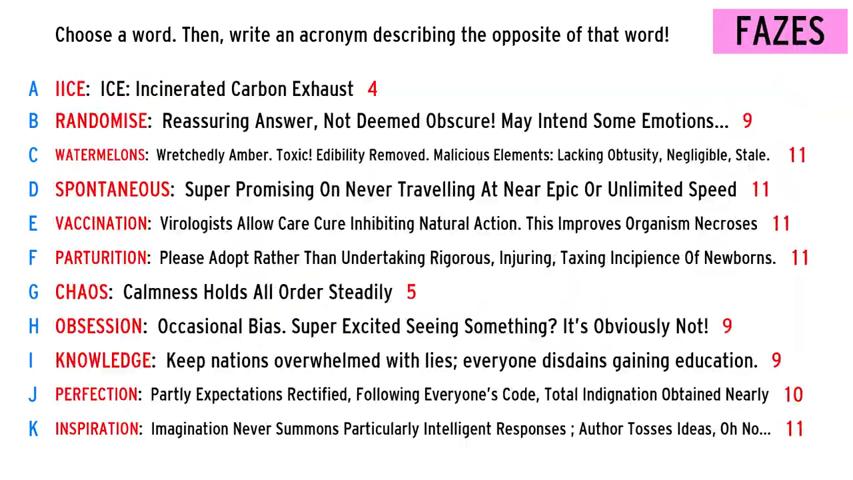 Choose a word. Then, write an acronym describing the opposite of that word!
FAZES
A IICE: ICE: Incinerated Carbon Exhaust 4
B RANDOMISE: Reassuring Answer, Not Deemed Obscure! May Intend Some Emotions... 9
C WATERMELONS: Wretchedly Amber. Toxic! Edibility Removed. Malicious Elements: Lacking Obtusity, Negligible, Stale. 11
D SPONTANEOUS: Super Promising On Never Travelling At Near Epic Or Unlimited Speed 11
E VACCINATION: Virologists Allow Care Cure Inhibiting Natural Action. This Improves Organism Necroses 11
F PARTURITION: Please Adopt Rather Than Undertaking Rigorous, Injuring, Taxing Incipience Of Newborns. 11
G CHAOS: Calmness Holds All Order Steadily 5
H OBSESSION: Occasional Bias. Super Excited Seeing Something? It's Obviously Not! 9
I KNOWLEDGE: Keep nations overwhelmed with lies; everyone disdains gaining education. 9
J PERFECTION: Partly Expectations Rectified, Following Everyone's Code, Total Indignation Obtained Nearly 10
K INSPIRATION: Imagination Never Summons Particularly Intelligent Responses ; Author Tosses Ideas, Oh No... 11